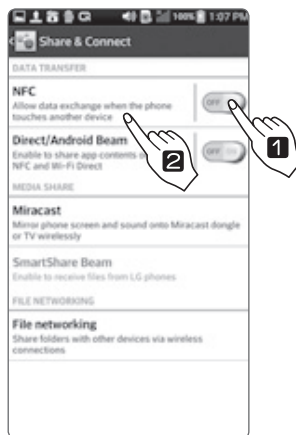 100% 1:07 PM
Share & Connect
DATA TRANSFER
NFC
Allow data exchange when the phone
touches another device
OFF
1
Direct/Android Beam
Enable to share app contents
NFC and Wi-Fi Direct
2
OFF
MEDIA SHARE
Miracast
Mirror phone screen and sound onto Miracast dongle
or TV wirelessly
SmartShare Beam
Enable to receive files from LG phones
FILE NETWORKING
File networking
Share folders with other devices via wireless
connections